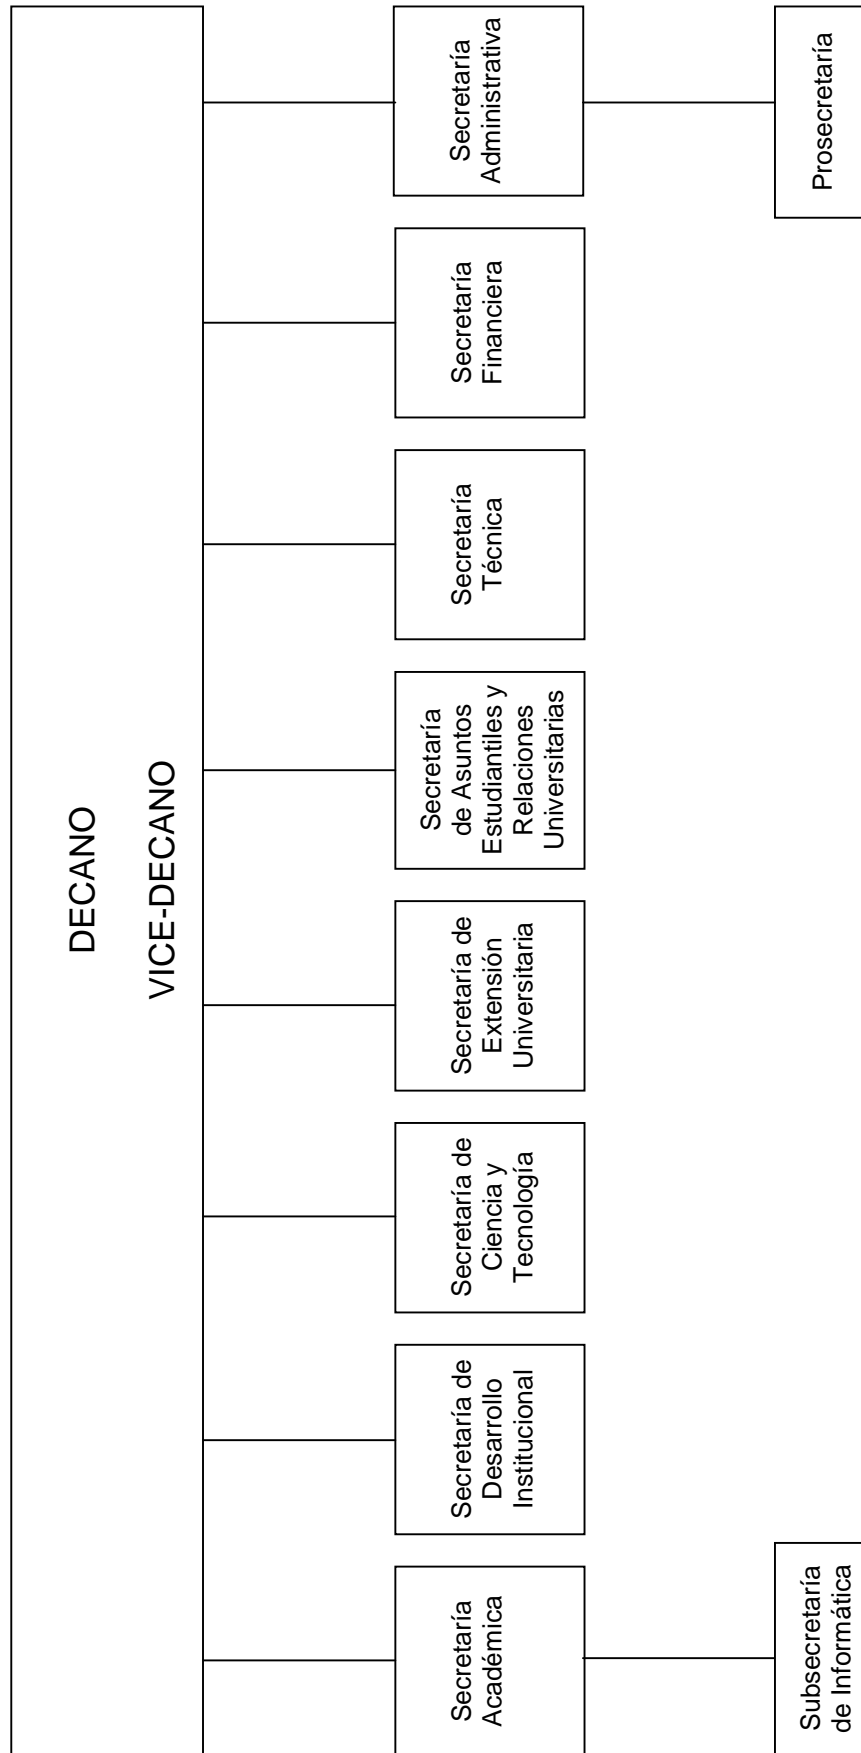 DECANO
VICE-DECANO
Secretaría
Académica
Secretaría de
Desarrollo
Institucional
Secretaría de
Ciencia y
Tecnología
Secretaría de
Extensión
Universitaria
Secretaría
de Asuntos
Estudiantiles y
Relaciones
Universitarias
Secretaría
Técnica
Secretaría
Financiera
Secretaría
Administrativa
Subsecretaría
de Informática
Prosecretaría